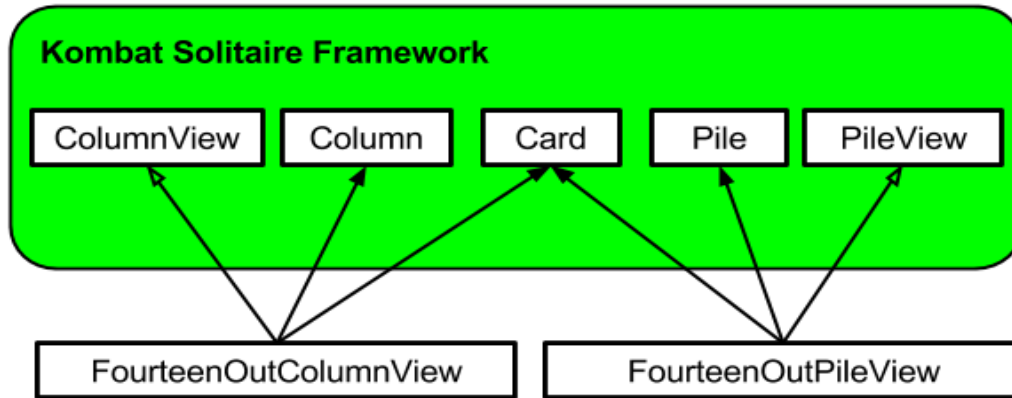 Kombat Solitaire Framework
ColumnView
Column
Card
Pile
PileView
FourteenOutColumnView
FourteenOutPileView